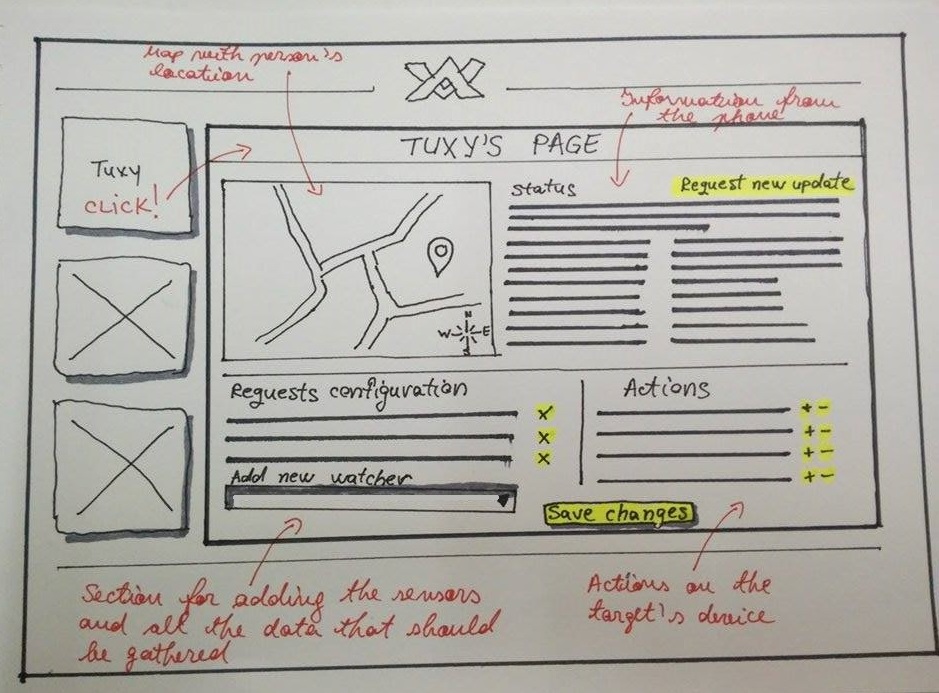 Map with person's
location
Information from
the phone
TUXY'S PAGE
Tuxy
CLICK!
Status
Request new update
N
W E
S
Requests configuration
x
x
x
Add new watcher
Actions
+ -
+ -
+ -
+ -
Save changes
Section for adding the sensors
and all the data that should
be gathered
Actions on the
target's device